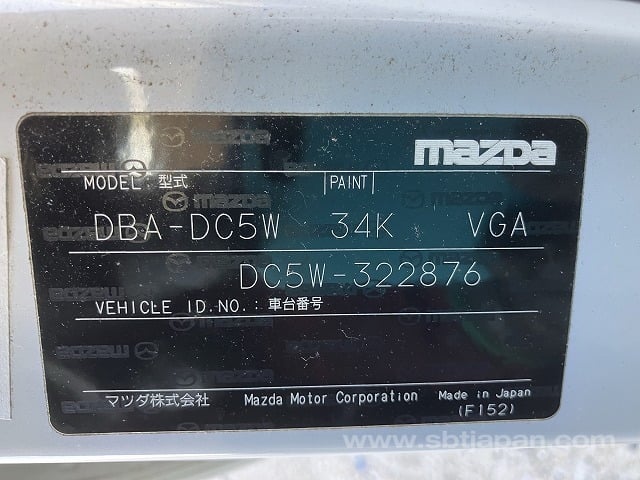 mazda
MODEL: 型式 |PAINT|
DBA-DC5W 34K VGA
DC5W-322876
VEHICLE ID.NO.: 車台番号
マツダ株式会社 Mazda Motor Corporation Made in Japan
(F152)
www.sbtjapan.com